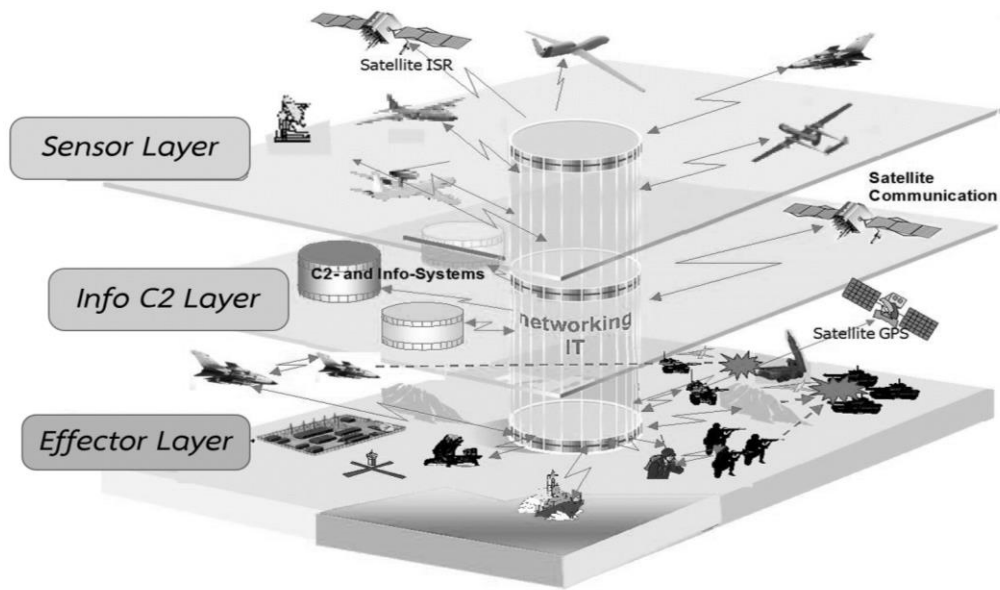 Satellite ISR
Sensor Layer
Satellite
Communication
C2- and Info-Systems
Info C2 Layer
networking
IT
Satellite GPS
Effector Layer